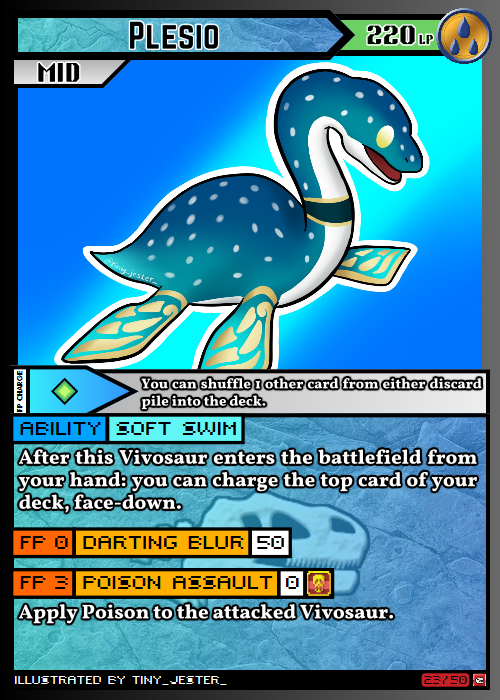 PLESIO
220 LP
MID
@tiny_jester_
FP CHARGE
You can shuffle 1 other card from either discard
pile into the deck.
ABILITY SOFT SWIM
After this Vivosaur enters the battlefield from
your hand: you can charge the top card of your
deck, face-down.
FP 0 DARTING BLUR 50
FP 3 POISON ASSAULT 0
Apply Poison to the attacked Vivosaur.
ILLUSTRATED BY TINY_JESTER_
23/50